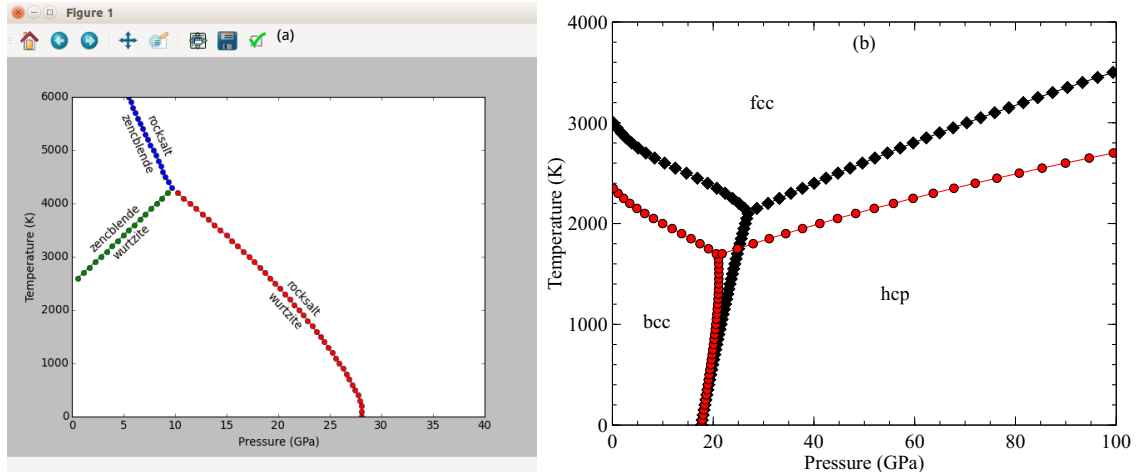 Figure 1
(a)
6000
5000
4000
3000
2000
1000
0
Temperature (K)
zencblende
rocksalt
zencblende
wurtzite
rocksalt
wurtzite
0 5 10 15 20 25 30 35 40
Pressure (GPa)
(b)
4000
3000
2000
1000
0
Temperature (K)
fcc
bcc
hcp
0 20 40 60 80 100
Pressure (GPa)